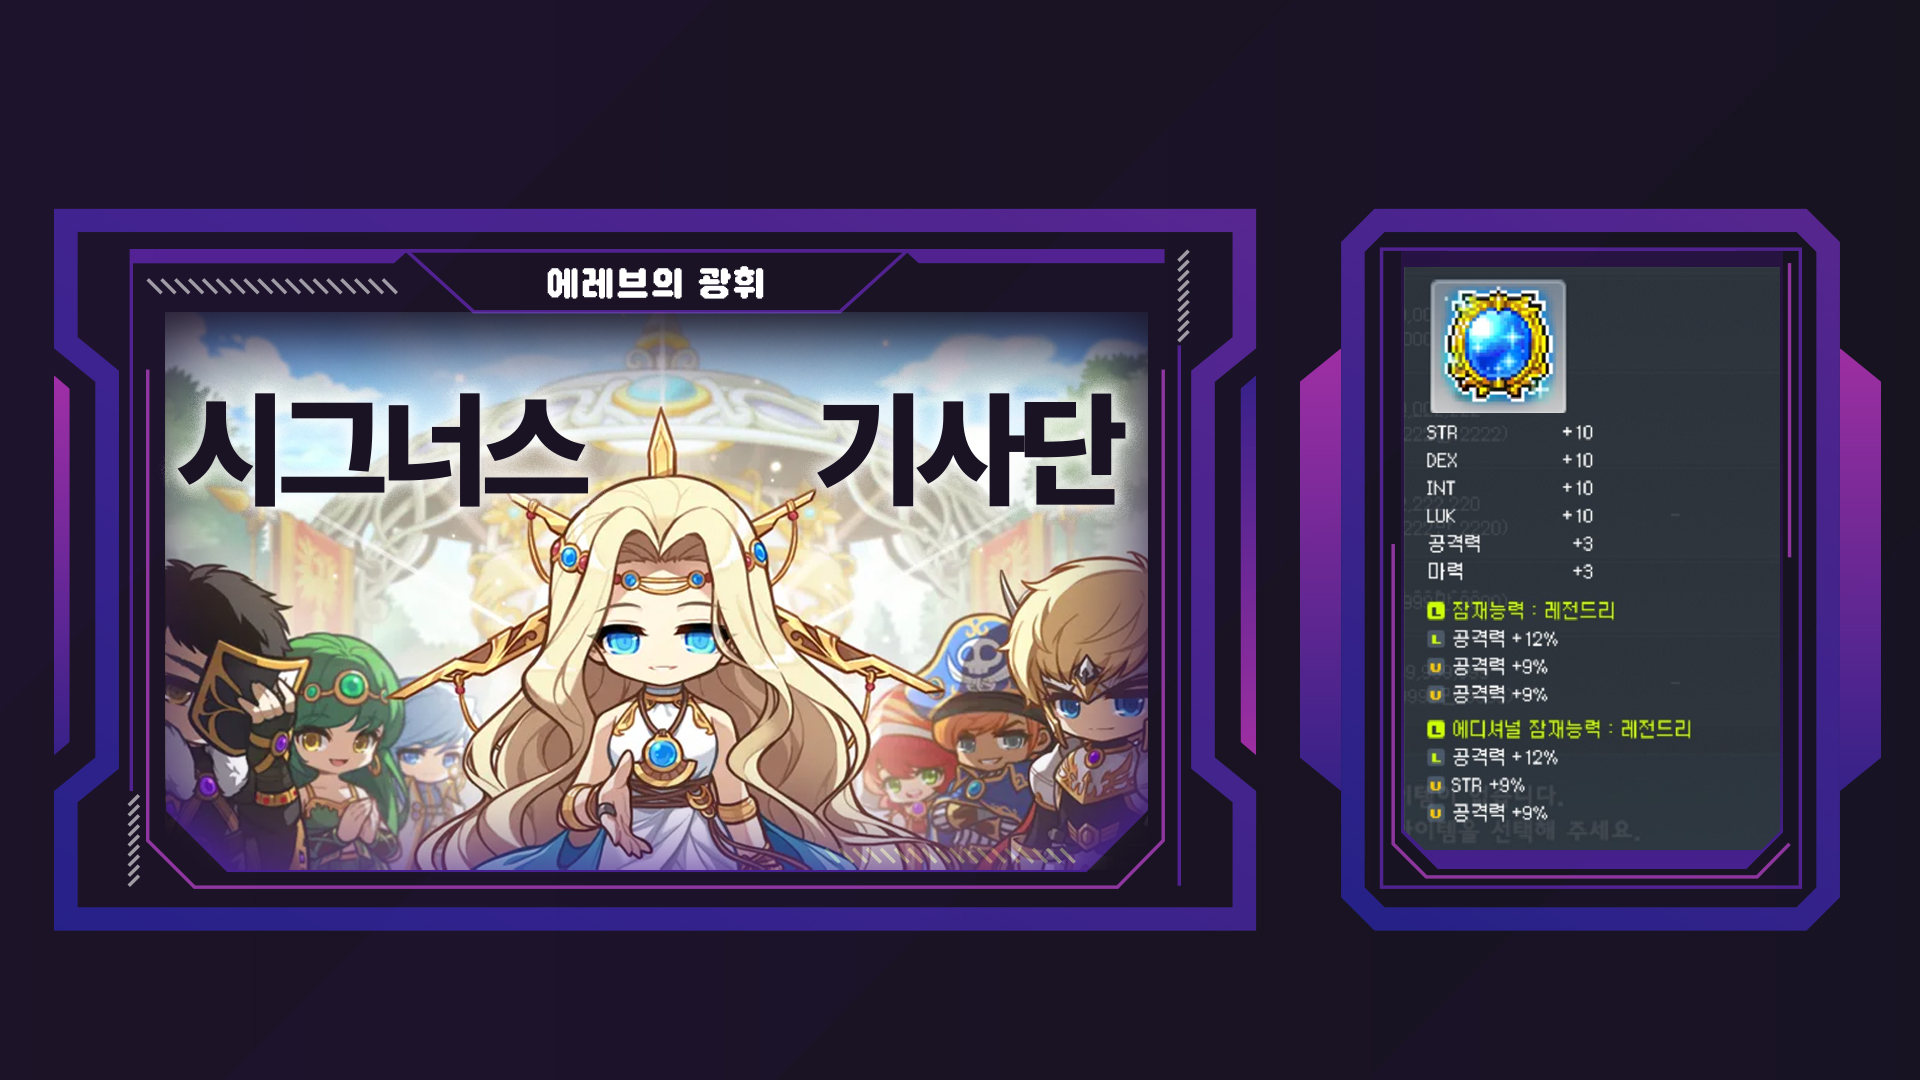 에레브의 광휘
시그너스 기사단
STR +10
DEX +10
INT +10
LUK +10
공격력 +3
마력 +3
L 잠재능력 : 레전드리
L 공격력 +12%
U 공격력 +9%
U 공격력 +9%
L 에디셔널 잠재능력 : 레전드리
L 공격력 +12%
U STR +9%
U 공격력 +9%